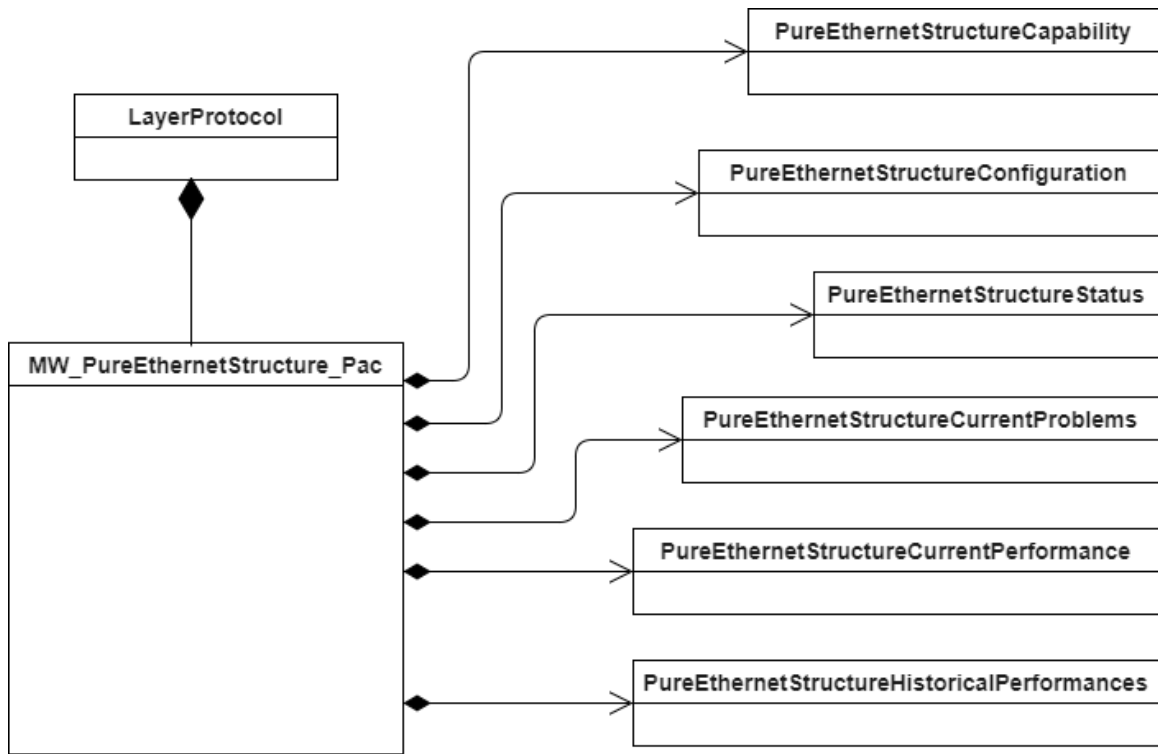 PureEthernetStructureCapability
LayerProtocol
PureEthernetStructureConfiguration
PureEthernetStructureStatus
MW_PureEthernetStructure_Pac
PureEthernetStructureCurrentProblems
PureEthernetStructureCurrentPerformance
PureEthernetStructureHistoricalPerformances